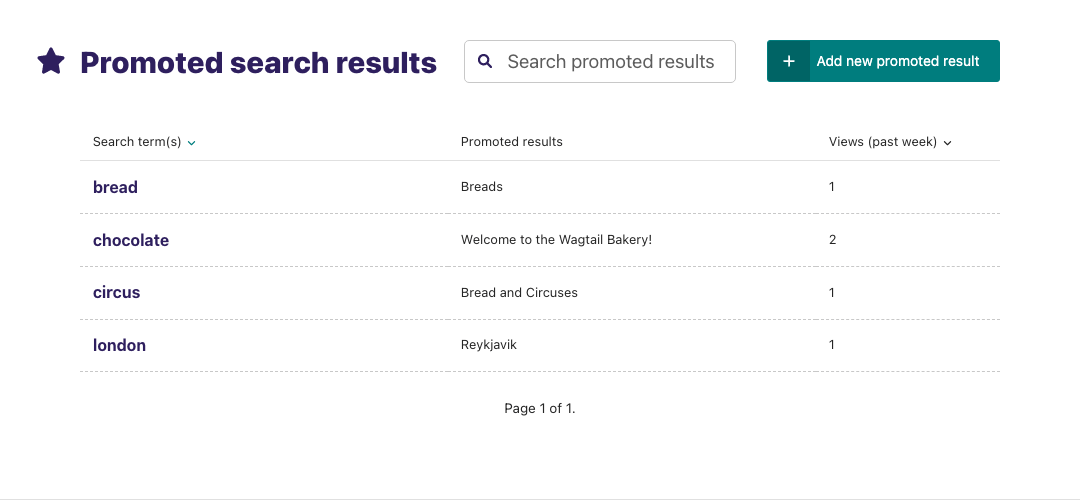 Promoted search results
Search promoted results
Add new promoted result
Search term(s) Promoted results Views (past week)
bread Breads 1
chocolate Welcome to the Wagtail Bakery! 2
circus Bread and Circuses 1
london Reykjavik 1
Page 1 of 1.